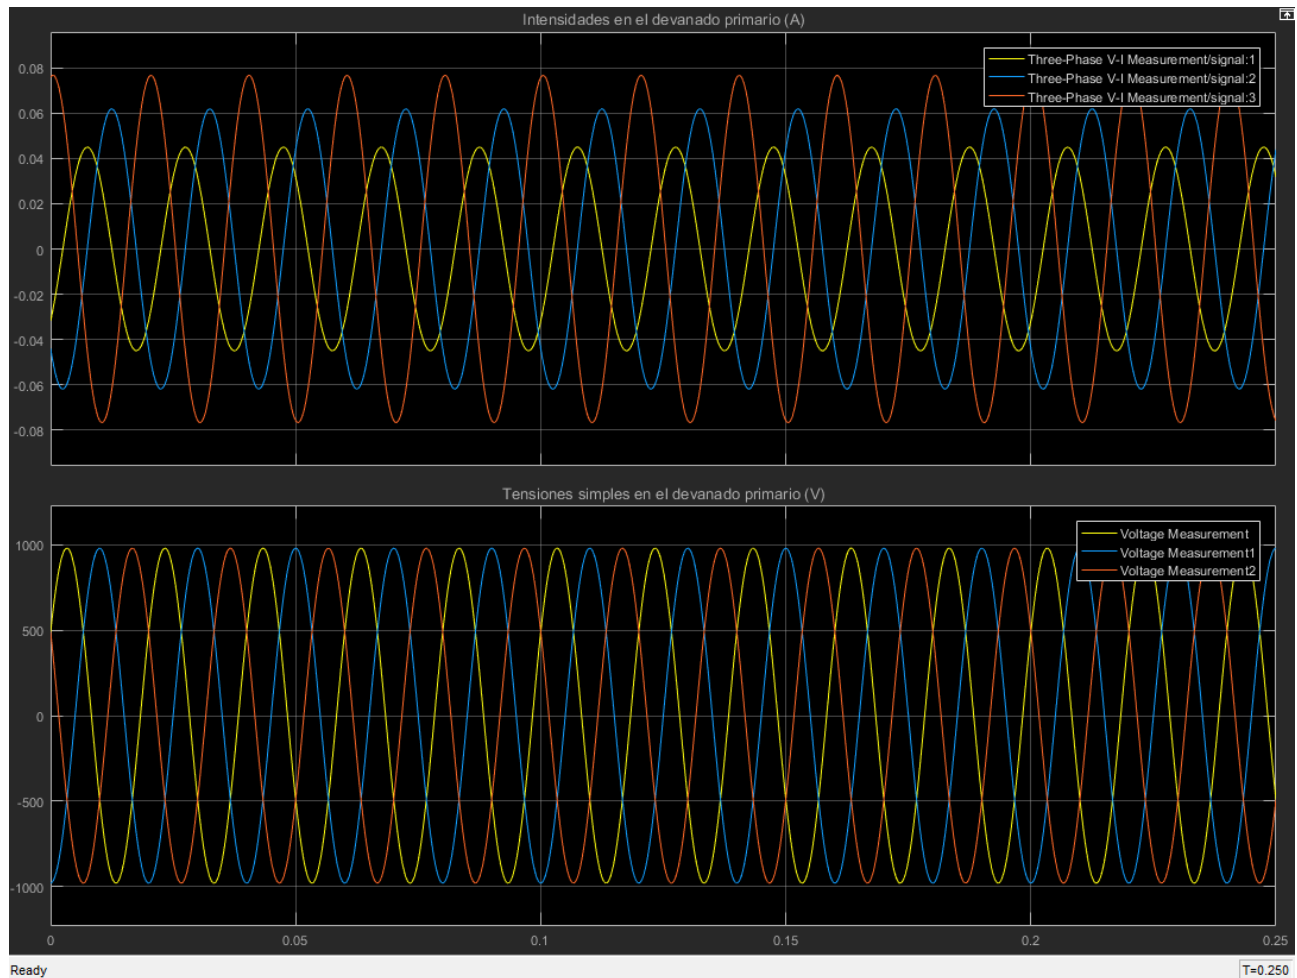 Intensidades en el devanado primario (A)
Three-Phase V-I Measurement/signal:1
Three-Phase V-I Measurement/signal:2
Three-Phase V-I Measurement/signal:3
0.08
0.06
0.04
0.02
0
-0.02
-0.04
-0.06
-0.08
Tensiones simples en el devanado primario (V)
Voltage Measurement
Voltage Measurement1
Voltage Measurement2
1000
500
0
-500
-1000
0 0.05 0.1 0.15 0.2 0.25
Ready T=0.250